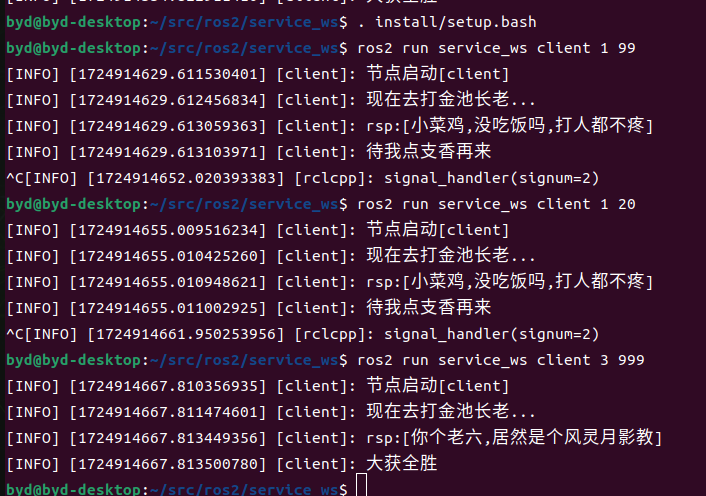 byd@byd-desktop:~/src/ros2/service_ws$ . install/setup.bash
byd@byd-desktop:~/src/ros2/service_ws$ ros2 run service_ws client 1 99
[INFO] [1724914629.611530401] [client]: 节点启动[client]
[INFO] [1724914629.612456834] [client]: 现在去打金池长老...
[INFO] [1724914629.613059363] [client]: rsp:[小菜鸡,没吃饭吗,打人都不疼]
[INFO] [1724914629.613103971] [client]: 待我点支香再来
^C[INFO] [1724914652.020393383] [rclcpp]: signal_handler(signum=2)
byd@byd-desktop:~/src/ros2/service_ws$ ros2 run service_ws client 1 20
[INFO] [1724914655.009516234] [client]: 节点启动[client]
[INFO] [1724914655.010425260] [client]: 现在去打金池长老...
[INFO] [1724914655.010948621] [client]: rsp:[小菜鸡,没吃饭吗,打人都不疼]
[INFO] [1724914655.011002925] [client]: 待我点支香再来
^C[INFO] [1724914661.950253956] [rclcpp]: signal_handler(signum=2)
byd@byd-desktop:~/src/ros2/service_ws$ ros2 run service_ws client 3 999
[INFO] [1724914667.810356935] [client]: 节点启动[client]
[INFO] [1724914667.811474601] [client]: 现在去打金池长老...
[INFO] [1724914667.813449356] [client]: rsp:[你个老六,居然是个风灵月影教]
[INFO] [1724914667.813500780] [client]: 大获全胜
byd@byd-desktop:~/src/ros2/service_ws$